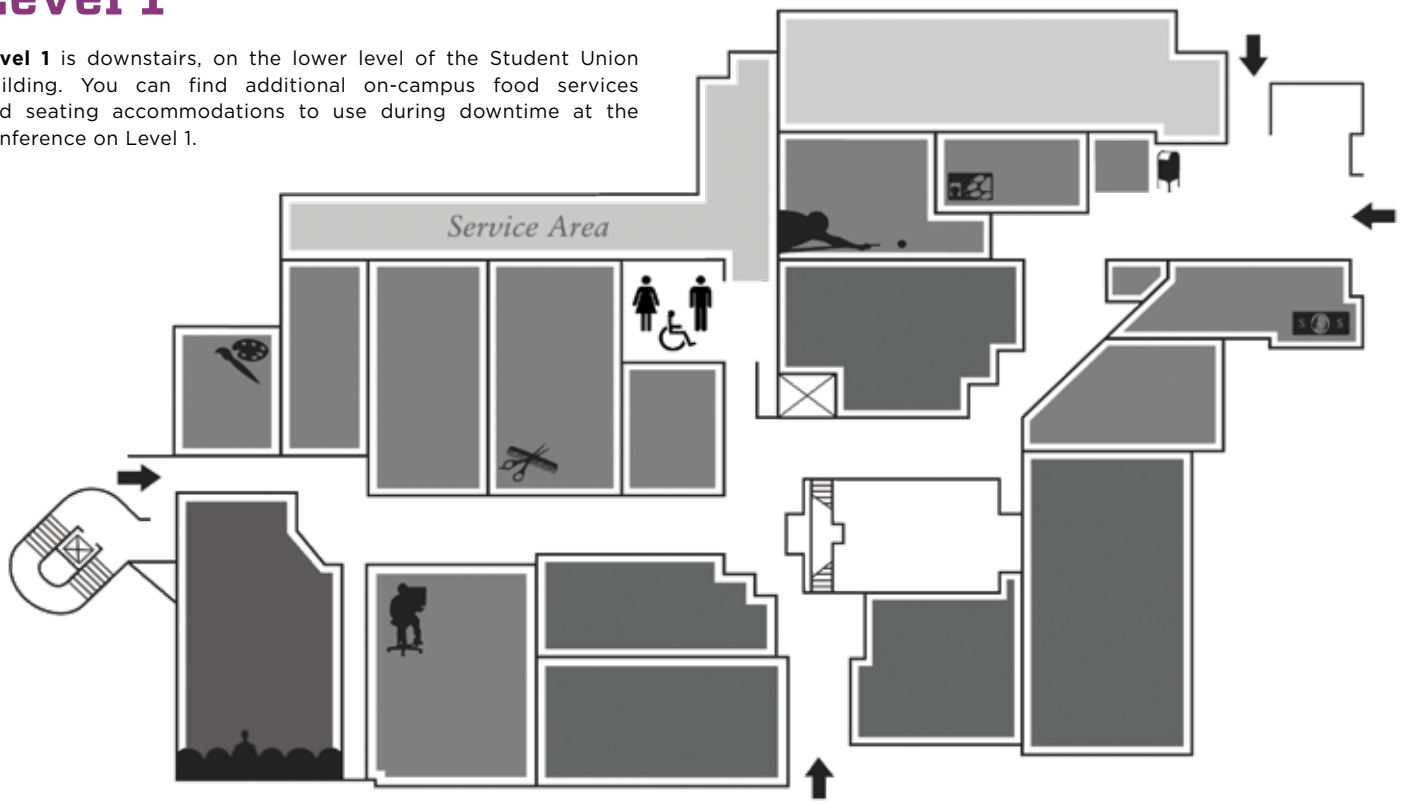 Level 1
vel 1 is downstairs, on the lower level of the Student Union
ilding. You can find additional on-campus food services
d seating accommodations to use during downtime at the
nference on Level 1.
Service Area
$ $